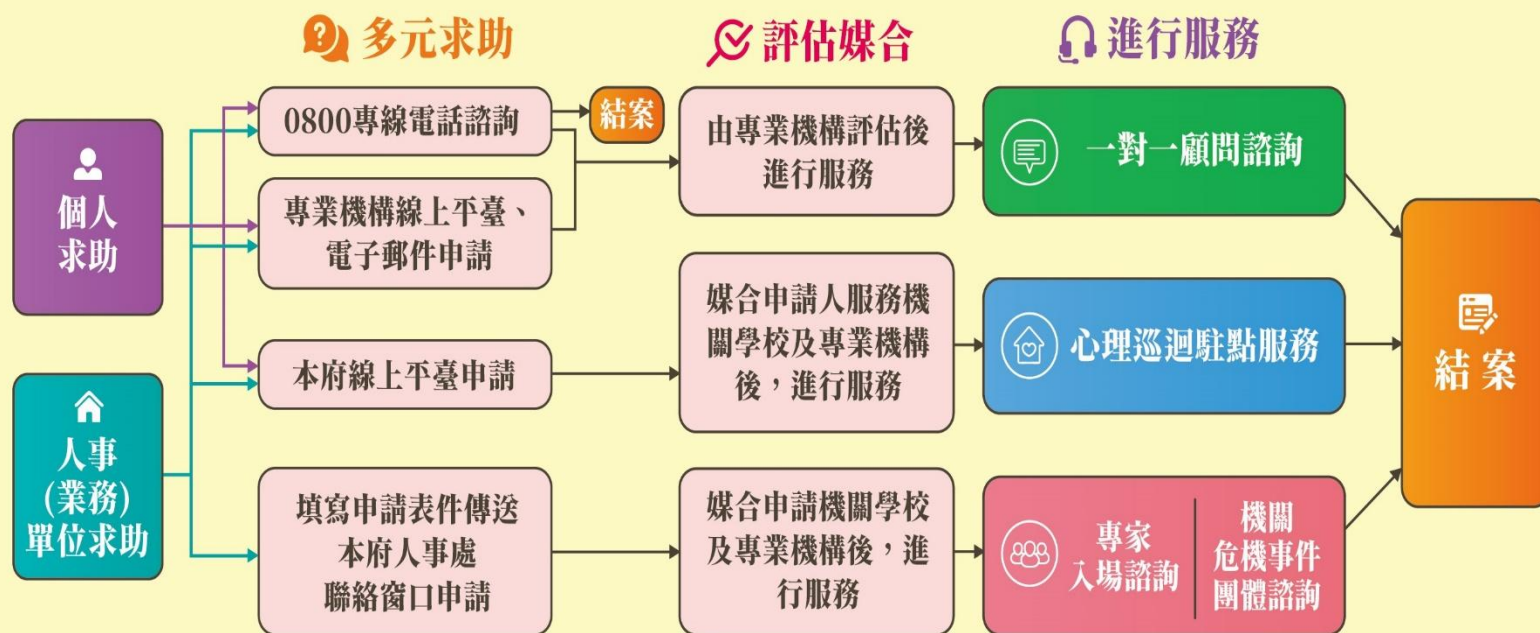 多元求助
評估媒合
進行服務
個人
求助
人事
(業務)
單位求助
0800專線電話諮詢
結案
專業機構線上平臺、
電子郵件申請
本府線上平臺申請
填寫申請表件傳送
本府人事處
聯絡窗口申請
由專業機構評估後
進行服務
媒合申請人服務機
關學校及專業機構
後，進行服務
媒合申請機關學校
及專業機構後，進
行服務
一對一顧問諮詢
心理巡迴駐點服務
專家
入場諮詢
機關
危機事件
團體諮詢
結案